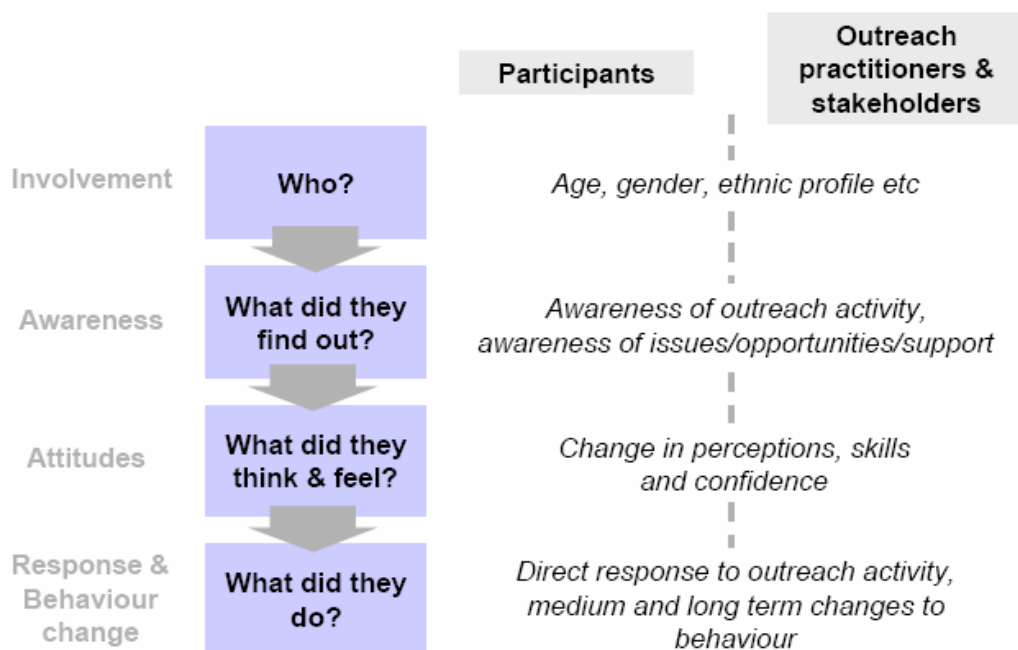 Participants
Outreach
practitioners &
stakeholders
Involvement
Who?
Age, gender, ethnic profile etc
Awareness
What did they
find out?
Awareness of outreach activity,
awareness of issues/opportunities/support
Attitudes
What did they
think & feel?
Change in perceptions, skills
and confidence
Response &
Behaviour
change
What did they
do?
Direct response to outreach activity,
medium and long term changes to
behaviour